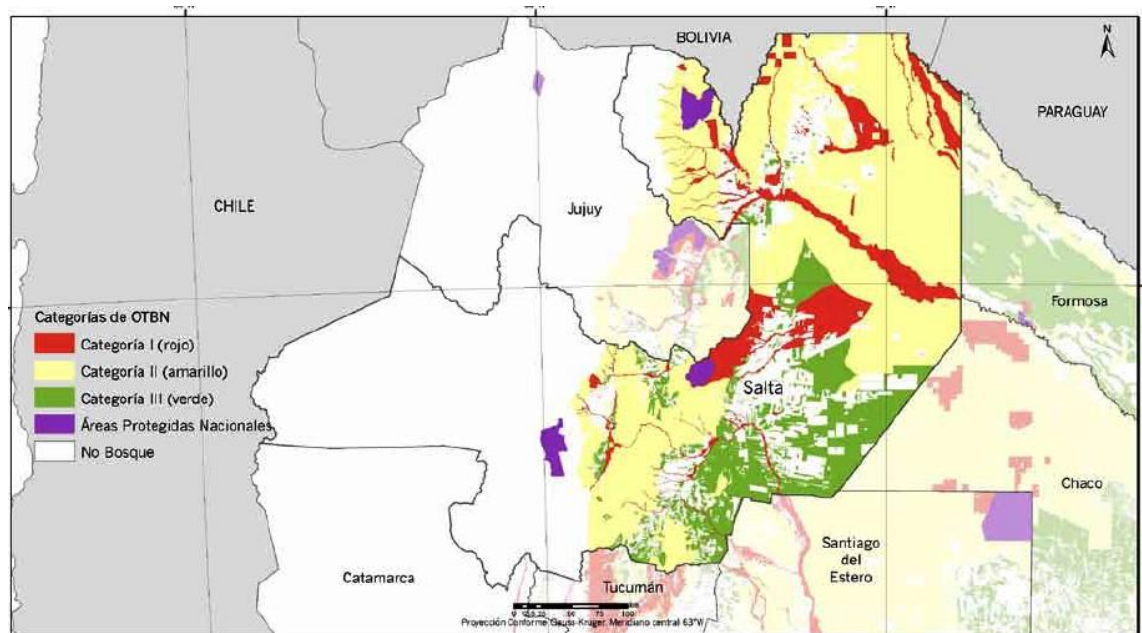 N
BOLIVIA
PARAGUAY
CHILE
Jujuy
Formosa
Categorías de OTBN
Categoría I (rojo)
Categoría II (amarillo)
Categoría III (verde)
Áreas Protegidas Nacionales
No Bosque
Salta
Chaco
Santiago
del
Estero
Catamarca
Tucumán
Proyección Conforme Gauss-Kruger. Meridiano central 63°W